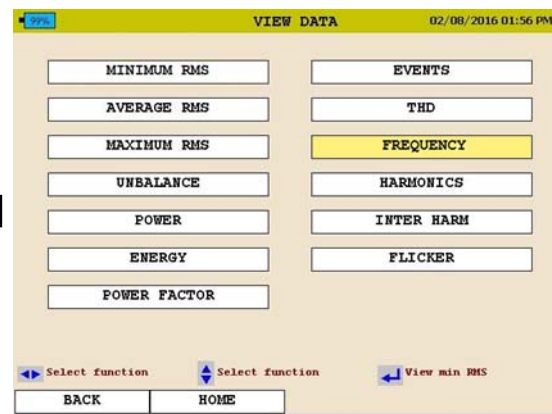 99% VIEW DATA 02/08/2016 01:56 PM
MINIMUM RMS EVENTS
AVERAGE RMS THD
MAXIMUM RMS FREQUENCY
UNBALANCE HARMONICS
POWER INTER HARM
ENERGY FLICKER
POWER FACTOR
Select function Select function View min RMS
BACK HOME